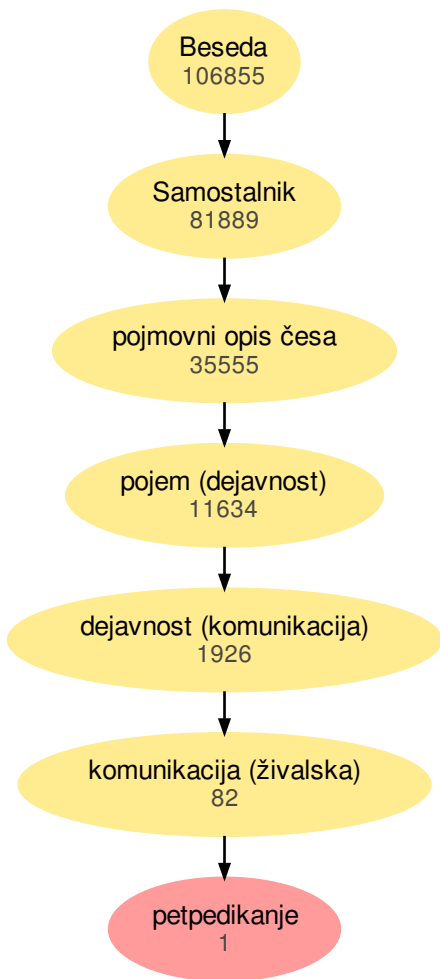 Beseda
106855
Samostalnik
81889
pojmovni opis česa
35555
pojem (dejavnost)
11634
dejavnost (komunikacija)
1926
komunikacija (živalska)
82
petpedikanje
1